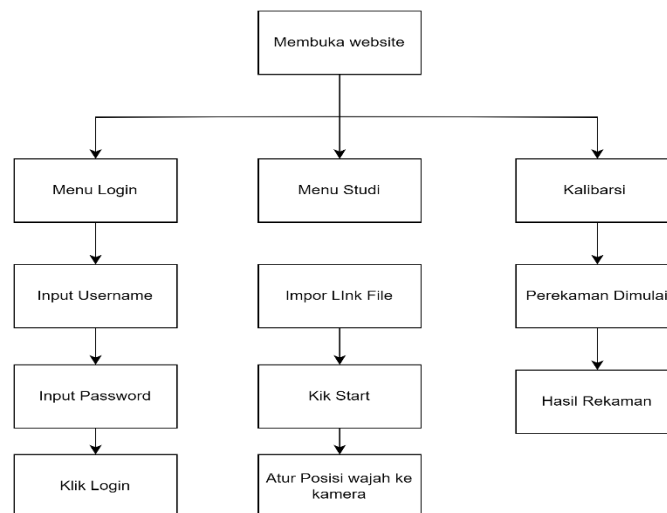 Membuka website
Menu Login
Menu Studi
Kalibarsi
Input Username
Impor LInk File
Perekaman Dimulai
Input Password
Kik Start
Hasil Rekaman
Klik Login
Atur Posisi wajah ke
kamera